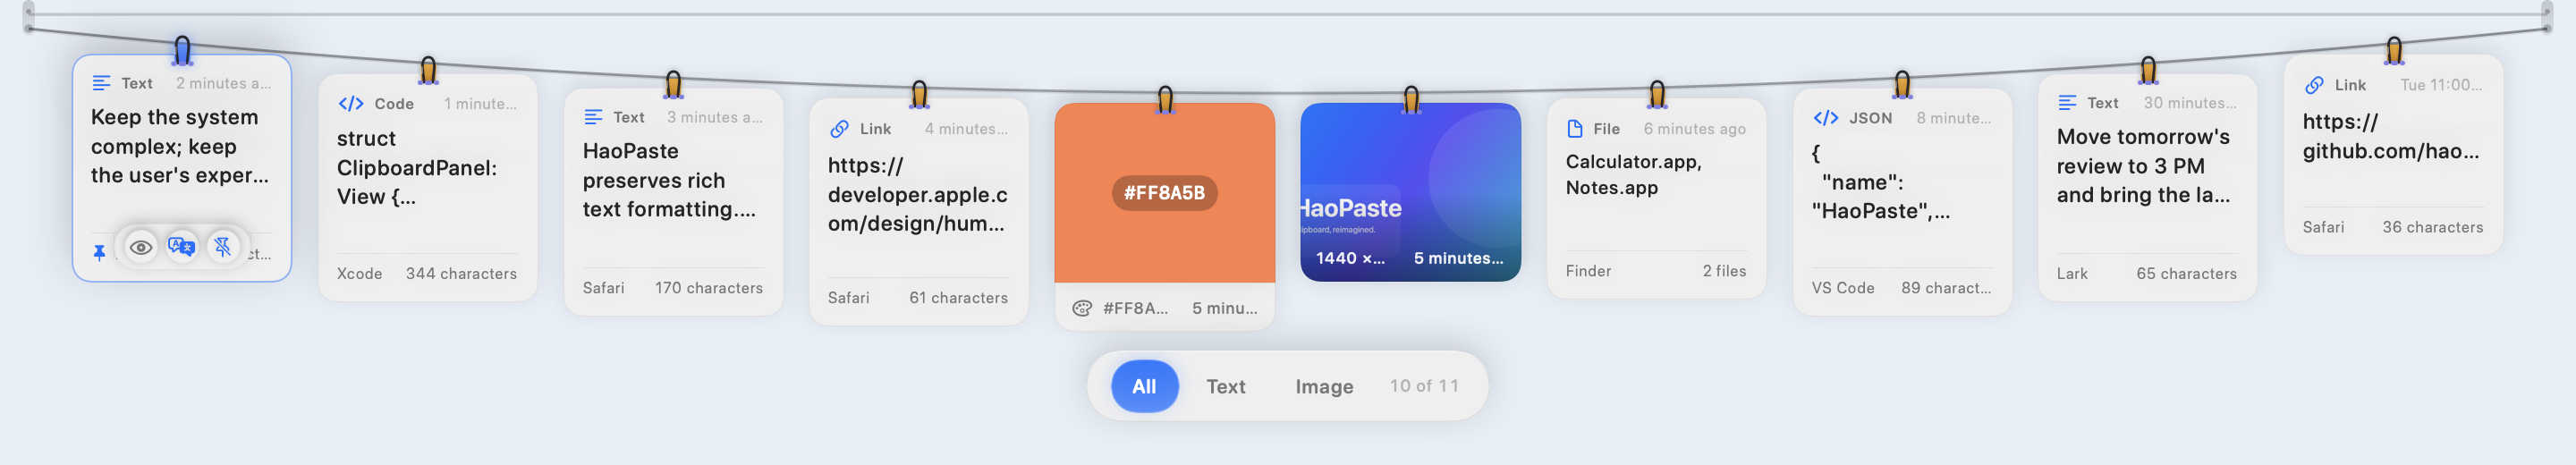 Text 2 minutes a...
Keep the system
complex; keep
the user's exper...
ct...
Code 1 minute...
struct
ClipboardPanel:
View {...
Xcode 344 characters
Text 3 minutes a...
HaoPaste
preserves rich
text formatting....
Safari 170 characters
Link 4 minutes...
https://
developer.apple.c
om/design/hum...
Safari 61 characters
#FF8A5B
#FF8A... 5 minu...
HaoPaste
lipboard, reimagined.
1440 ×... 5 minutes...
File 6 minutes ago
Calculator.app,
Notes.app
Finder 2 files
JSON 8 minute...
{
"name":
"HaoPaste",...
VS Code 89 charact...
Text 30 minutes...
Move tomorrow's
review to 3 PM
and bring the la...
Lark 65 characters
Link Tue 11:00...
https://
github.com/hao...
Safari 36 characters
All Text Image 10 of 11